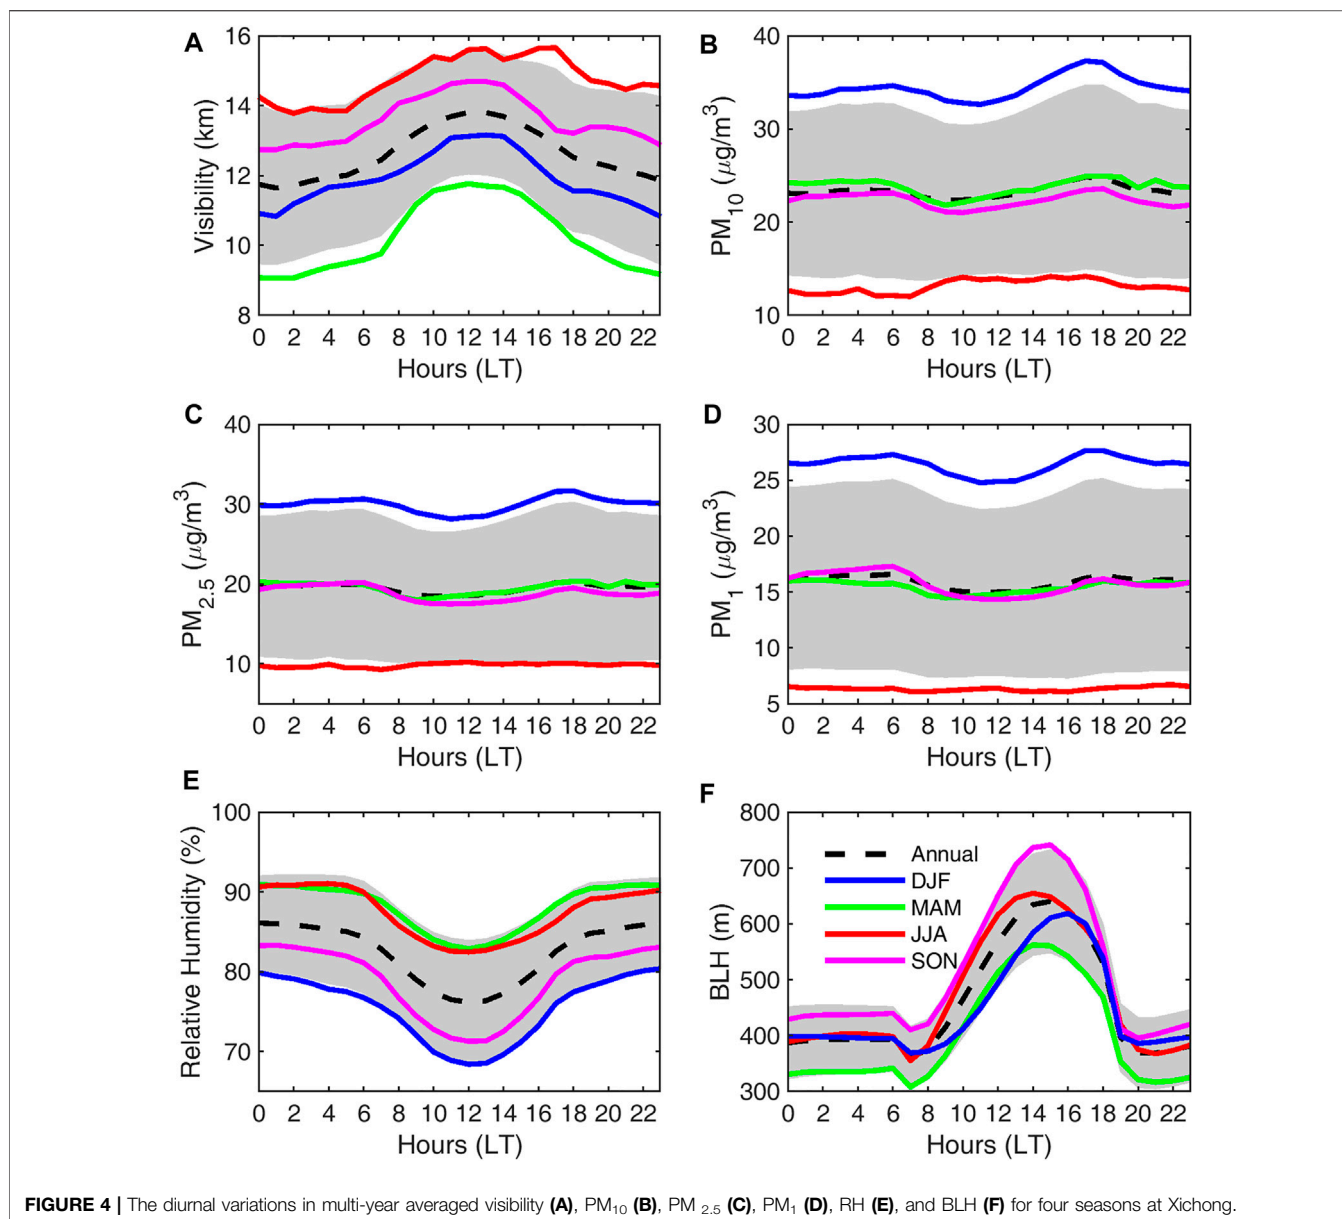 A
16
14
12
10
8
Visibility (km)
0 2 4 6 8 10 12 14 16 18 20 22
Hours (LT)
B
40
30
20
10
PM10 (μg/m3)
0 2 4 6 8 10 12 14 16 18 20 22
Hours (LT)
C
40
30
20
10
PM2.5 (μg/m3)
0 2 4 6 8 10 12 14 16 18 20 22
Hours (LT)
D
30
25
20
15
10
5
PM1 (μg/m3)
0 2 4 6 8 10 12 14 16 18 20 22
Hours (LT)
E
100
90
80
70
Relative Humidity (%)
0 2 4 6 8 10 12 14 16 18 20 22
Hours (LT)
F
800
700
600
500
400
300
BLH (m)
Annual
DJF
MAM
JJA
SON
0 2 4 6 8 10 12 14 16 18 20 22
Hours (LT)
FIGURE 4 | The diurnal variations in multi-year averaged visibility (A), PM10 (B), PM 2.5 (C), PM1 (D), RH (E), and BLH (F) for four seasons at Xichong.